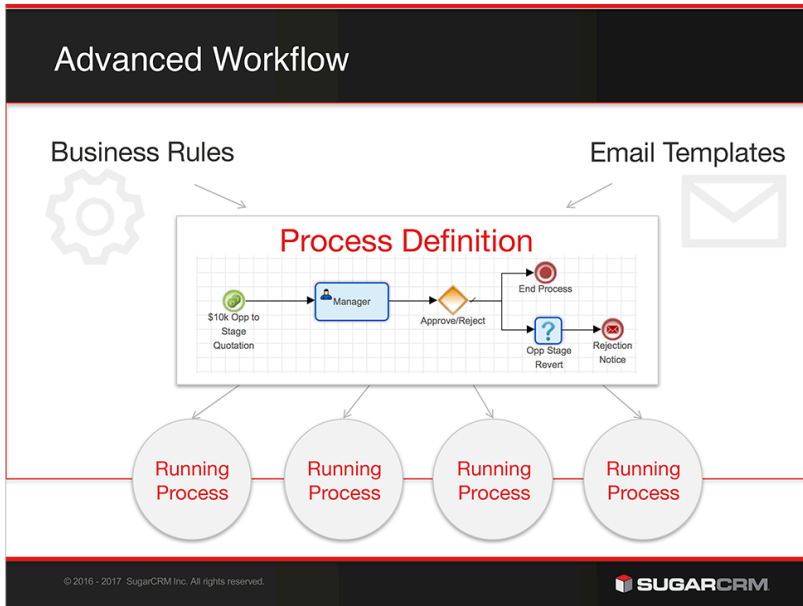 Advanced Workflow
Business Rules
Email Templates
Process Definition
$10k Opp to
Stage
Quotation
Manager
Approve/Reject
End Process
?
Opp Stage
Revert
Rejection
Notice
Running
Process
Running
Process
Running
Process
Running
Process
© 2016 - 2017 SugarCRM Inc. All rights reserved.
SUGARCRM